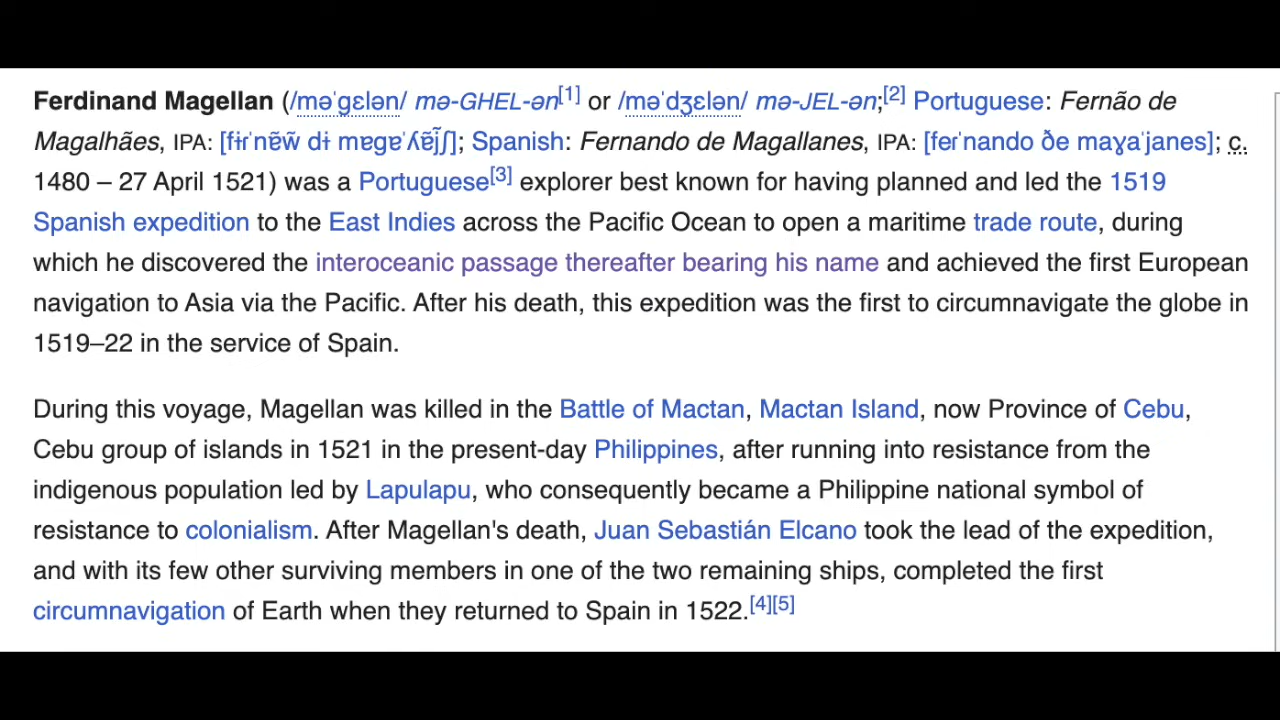 Ferdinand Magellan (/məˈɡɛlən/ mə-GHEL-ən[1] or /məˈdʒɛlən/ mə-JEL-ən;[2] Portuguese: Fernão de
Magalhães, IPA: [fɨɾˈnɐ̃w̃ dɨ mɐɡɐˈʎɐ̃j̃ʃ]; Spanish: Fernando de Magallanes, IPA: [feɾˈnando ðe maɣaˈʝanes]; c.
1480 – 27 April 1521) was a Portuguese[3] explorer best known for having planned and led the 1519
Spanish expedition to the East Indies across the Pacific Ocean to open a maritime trade route, during
which he discovered the interoceanic passage thereafter bearing his name and achieved the first European
navigation to Asia via the Pacific. After his death, this expedition was the first to circumnavigate the globe in
1519–22 in the service of Spain.
During this voyage, Magellan was killed in the Battle of Mactan, Mactan Island, now Province of Cebu,
Cebu group of islands in 1521 in the present-day Philippines, after running into resistance from the
indigenous population led by Lapulapu, who consequently became a Philippine national symbol of
resistance to colonialism. After Magellan's death, Juan Sebastián Elcano took the lead of the expedition,
and with its few other surviving members in one of the two remaining ships, completed the first
circumnavigation of Earth when they returned to Spain in 1522.[4][5]